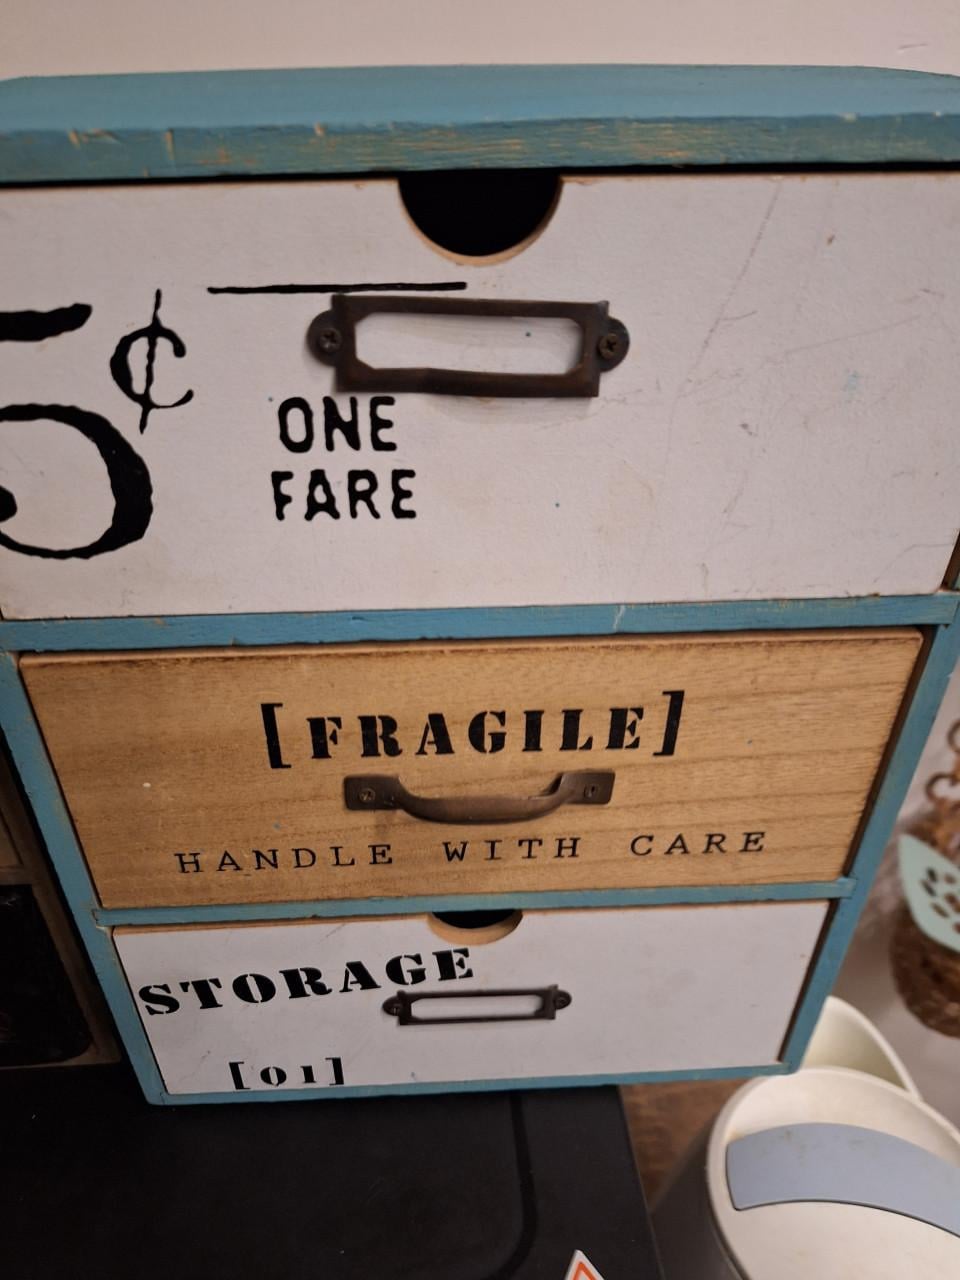 5¢
ONE
FARE
[FRAGILE]
HANDLE WITH CARE
STORAGE
[01]